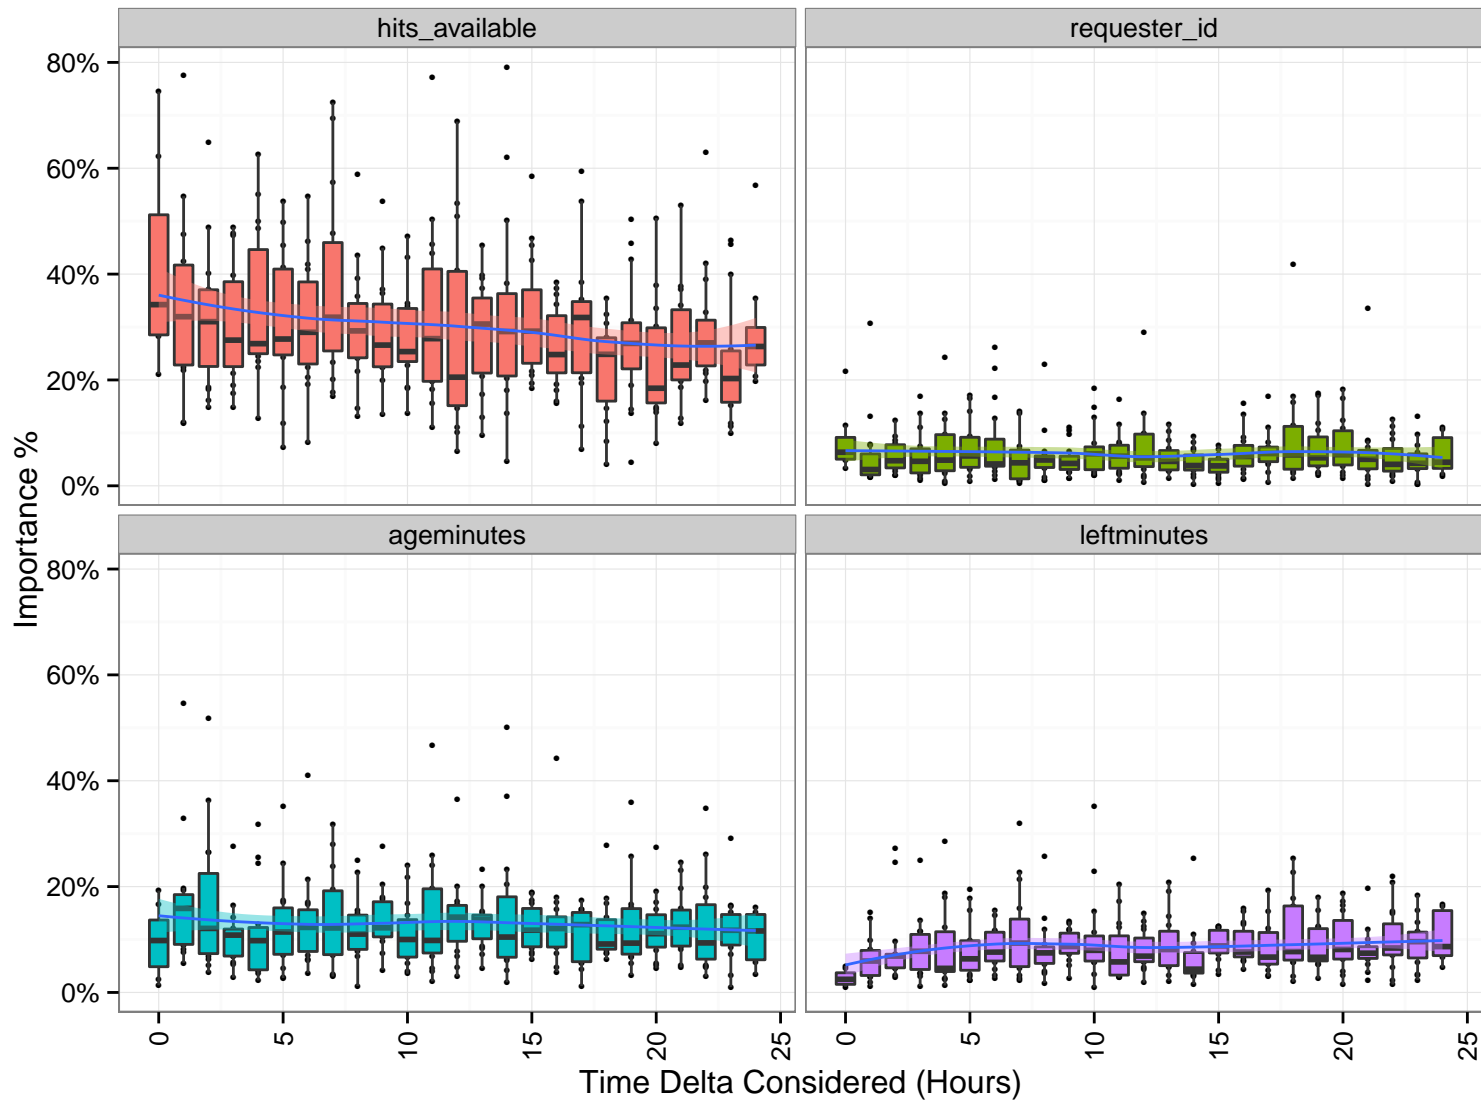 hits_available
requester_id
80%
60%
40%
20%
0%
ageminutes
leftminutes
80%
60%
40%
20%
0%
Importance %
0 5 10 15 20 25
0 5 10 15 20 25
Time Delta Considered (Hours)